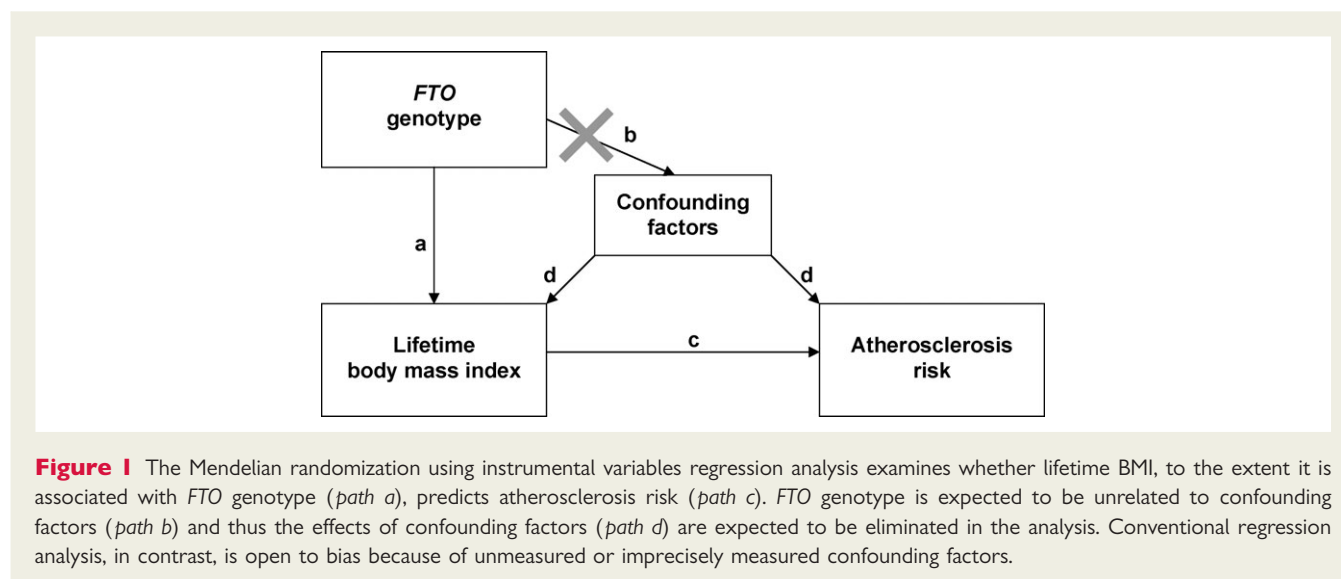 FTO
genotype
b
Confounding
factors
a
d
d
Lifetime
body mass index
c
Atherosclerosis
risk
Figure 1 The Mendelian randomization using instrumental variables regression analysis examines whether lifetime BMI, to the extent it is
associated with FTO genotype (path a), predicts atherosclerosis risk (path c). FTO genotype is expected to be unrelated to confounding
factors (path b) and thus the effects of confounding factors (path d) are expected to be eliminated in the analysis. Conventional regression
analysis, in contrast, is open to bias because of unmeasured or imprecisely measured confounding factors.